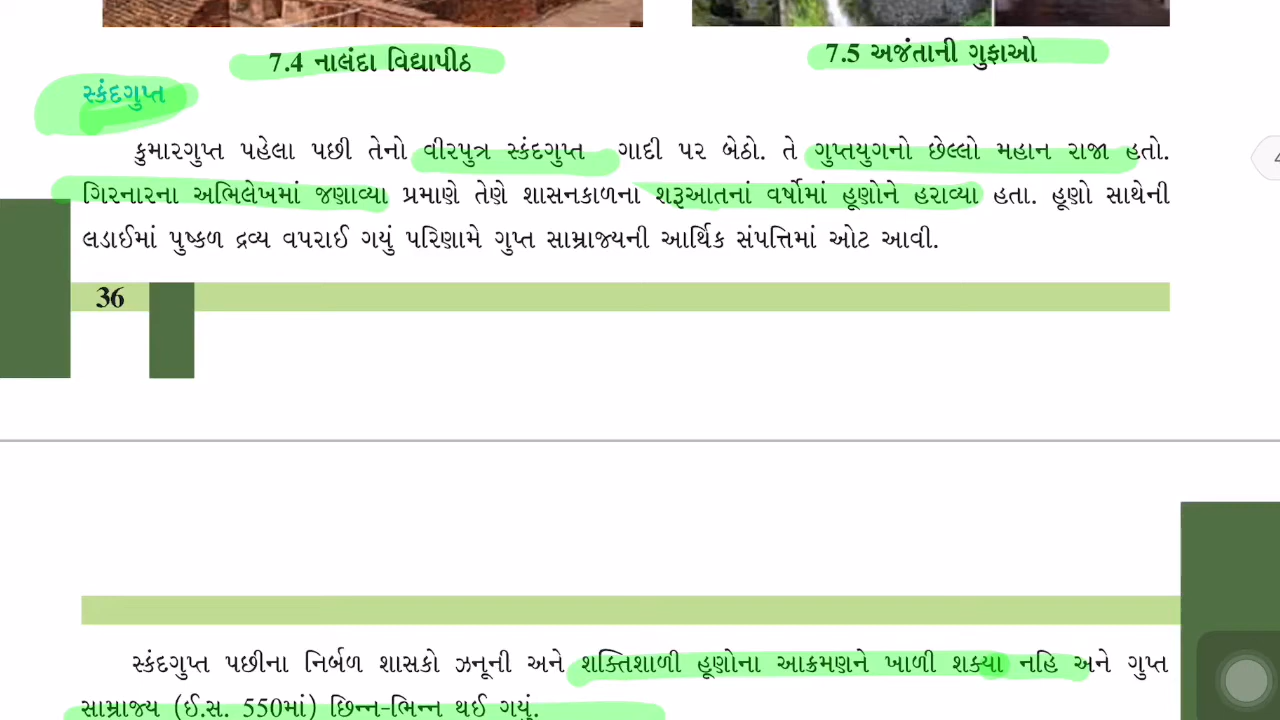 7.4 નાલંદા વિદ્યાપીઠ
7.5 અજંતાની ગુફાઓ
સ્કંદગુપ્ત
કુમારગુપ્ત પહેલા પછી તેનો વીરપુત્ર સ્કંદગુપ્ત ગાદી પર બેઠો. તે ગુપ્તયુગનો છેલ્લો મહાન રાજા હતો.
ગિરનારના અભિલેખમાં જણાવ્યા પ્રમાણે તેણે શાસનકાળના શરૂઆતનાં વર્ષોમાં હૂણોને હરાવ્યા હતા. હૂણો સાથેની
લડાઈમાં પુષ્કળ દ્રવ્ય વપરાઈ ગયું પરિણામે ગુપ્ત સામ્રાજ્યની આર્થિક સંપત્તિમાં ઓટ આવી.
36
સ્કંદગુપ્ત પછીના નિર્બળ શાસકો ઝનૂની અને શક્તિશાળી હૂણોના આક્રમણને ખાળી શક્યા નહિ અને ગુપ્ત
સામ્રાજ્ય (ઈ.સ. 550માં) છિન્ન-ભિન્ન થઈ ગયું.